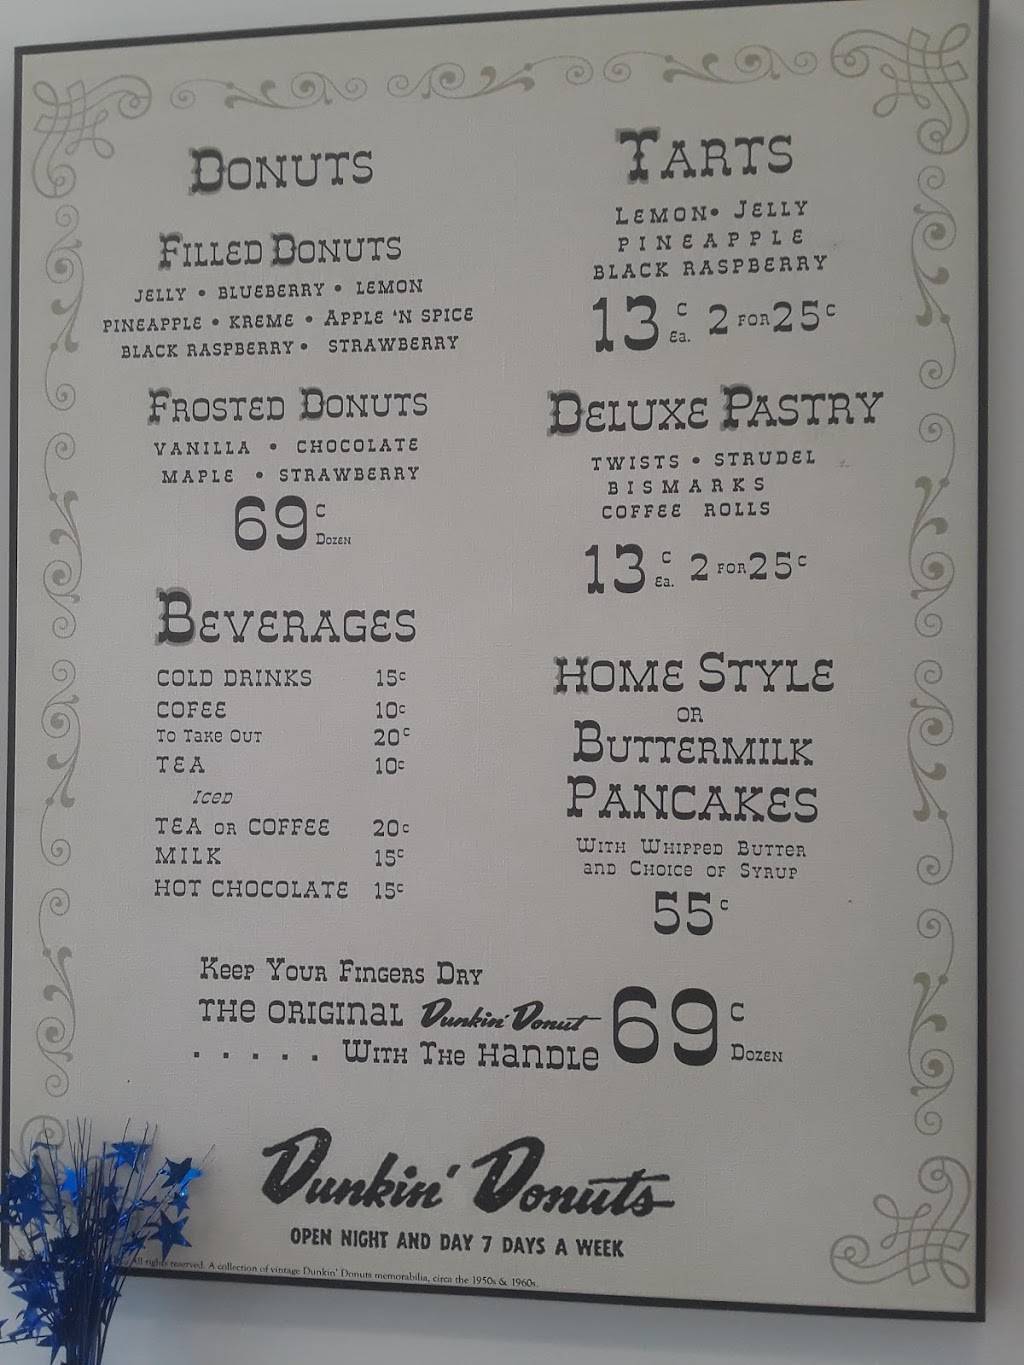 DONUTS
FILLED DONUTS
JELLY • BLUEBERRY • LEMON
PINEAPPLE • KREME • APPLE 'N SPICE
BLACK RASPBERRY • STRAWBERRY
FROSTED DONUTS
VANILLA • CHOCOLATE
MAPLE • STRAWBERRY
69c DOZEN
BEVERAGES
COLD DRINKS 15c
COFEE 10c
TO TAKE OUT 20c
TEA 10c
ICED
TEA OR COFFEE 20c
MILK 15c
HOT CHOCOLATE 15c
TARTS
LEMON • JELLY
PINEAPPLE
BLACK RASPBERRY
13c Ea. 2 FOR 25c
DELUXE PASTRY
TWISTS • STRUDEL
BISMARKS
COFFEE ROLLS
13c Ea. 2 FOR 25c
HOME STYLE
OR
BUTTERMILK
PANCAKES
WITH WHIPPED BUTTER
AND CHOICE OF SYRUP
55c
KEEP YOUR FINGERS DRY
THE ORIGINAL Dunkin' Donut
. . . . . WITH THE HANDLE
69c DOZEN
Dunkin' Donuts
OPEN NIGHT AND DAY 7 DAYS A WEEK
All rights reserved. A collection of vintage Dunkin' Donuts memorabilia, circa the 1950s & 1960s.